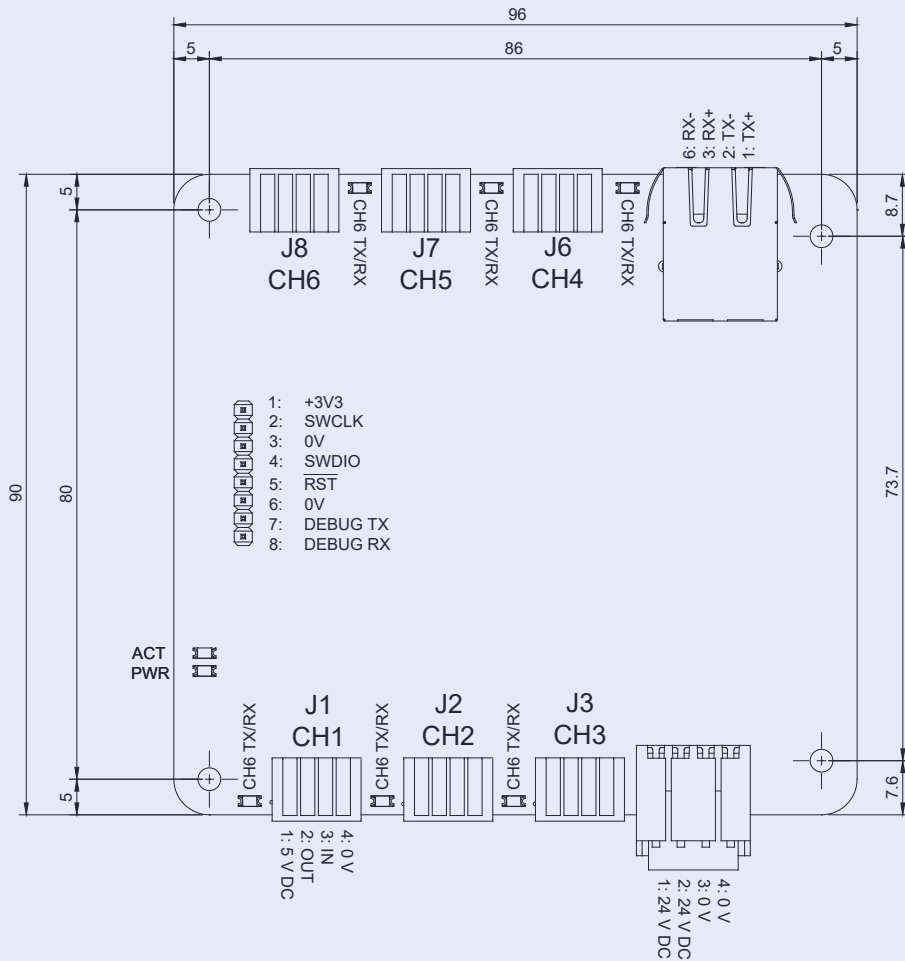 96
5
86
5
6: RX-
3: RX+
2: TX-
1: TX+
5
8.7
J8
CH6
CH6 TX/RX
J7
CH5
CH6 TX/RX
J6
CH4
CH6 TX/RX
1: +3V3
2: SWCLK
3: 0V
4: SWDIO
5: RST
6: 0V
7: DEBUG TX
8: DEBUG RX
90
80
73.7
ACT
PWR
CH6 TX/RX
J1
CH1
CH6 TX/RX
J2
CH2
CH6 TX/RX
J3
CH3
5
7.6
4: 0 V
3: IN
2: OUT
1: 5 V DC
4: 0 V
3: 0 V
2: 24 V DC
1: 24 V DC